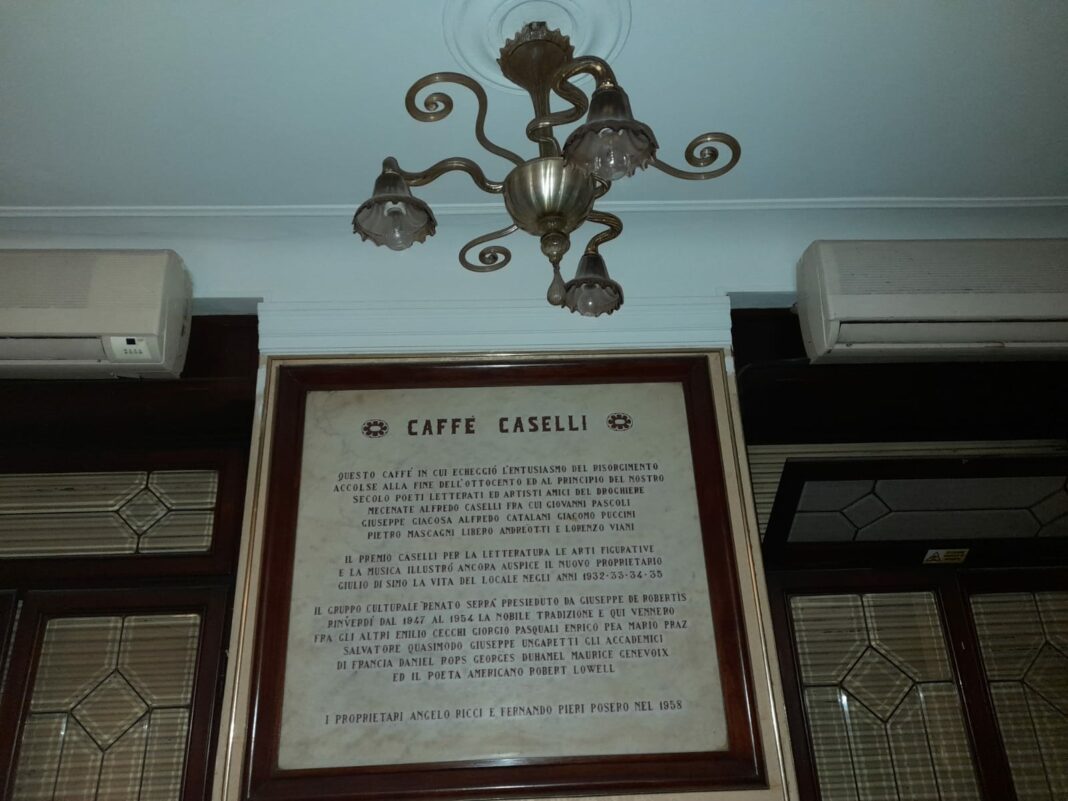 CAFFÉ CASELLI
QUESTO CAFFÉ IN CUI ECHEGGIÓ L'ENTUSIASMO DEL RISORGIMENTO
ACCOLSE ALLA FINE DELL'OTTOCENTO ED AL PRINCIPIO DEL NOSTRO
SECOLO POETI LETTERATI ED ARTISTI AMICI DEL DROGHIERE
MECENATE ALFREDO CASELLI FRA CUI GIOVANNI PASCOLI
GIUSEPPE GIACOSA ALFREDO CATALANI GIACOMO PUCCINI
PIETRO MASCAGNI LIBERO ANDREOTTI E LORENZO VIANI
IL PREMIO CASELLI PER LA LETTERATURA LE ARTI FIGURATIVE
E LA MUSICA ILLUSTRÓ ANCORA AUSPICE IL NUOVO PROPRIETARIO
GIULIO DI SIMO LA VITA DEL LOCALE NEGLI ANNI 1932-33-34-35
IL GRUPPO CULTURALE "RENATO SERRA" PRESIEDUTO DA GIUSEPPE DE ROBERTIS
RINVERDÍ DAL 1947 AL 1954 LA NOBILE TRADIZIONE E QUI VENNERO
FRA GLI ALTRI EMILIO CECCHI GIORGIO PASQUALI ENRICO PEA MARIO PRAZ
SALVATORE QUASIMODO GIUSEPPE UNGARETTI GLI ACCADEMICI
DI FRANCIA DANIEL ROPS GEORGES DUHAMEL MAURICE GENEVOIX
ED IL POETA AMERICANO ROBERT LOWELL
I PROPRIETARI ANGELO RICCI E FERNANDO PIERI POSERO NEL 1958